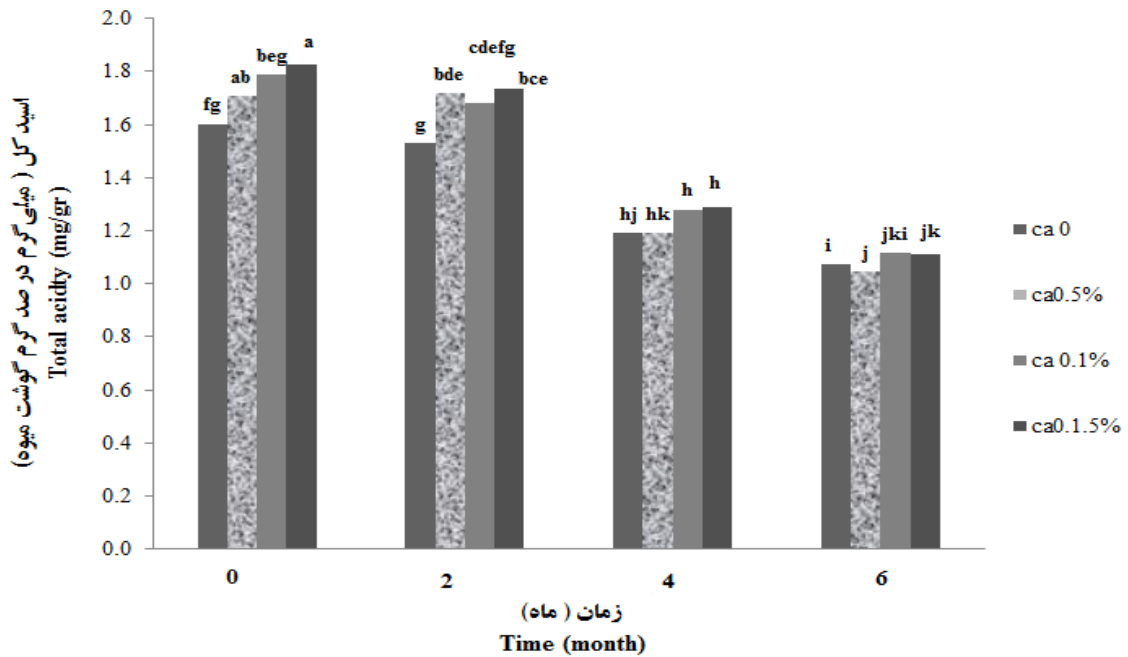 2.0
1.8
1.6
1.4
1.2
1.0
0.8
0.6
0.4
0.2
0.0
اسید کل ( میلی گرم در صد گرم گوشت میوه)
Total acidty (mg/gr)
fg
ab
beg
a
g
bde
cdefg
bce
hj
hk
h
h
i
j
jki
jk
0
2
4
6
زمان ( ماه)
Time (month)
ca 0
ca0.5%
ca 0.1%
ca0.1.5%